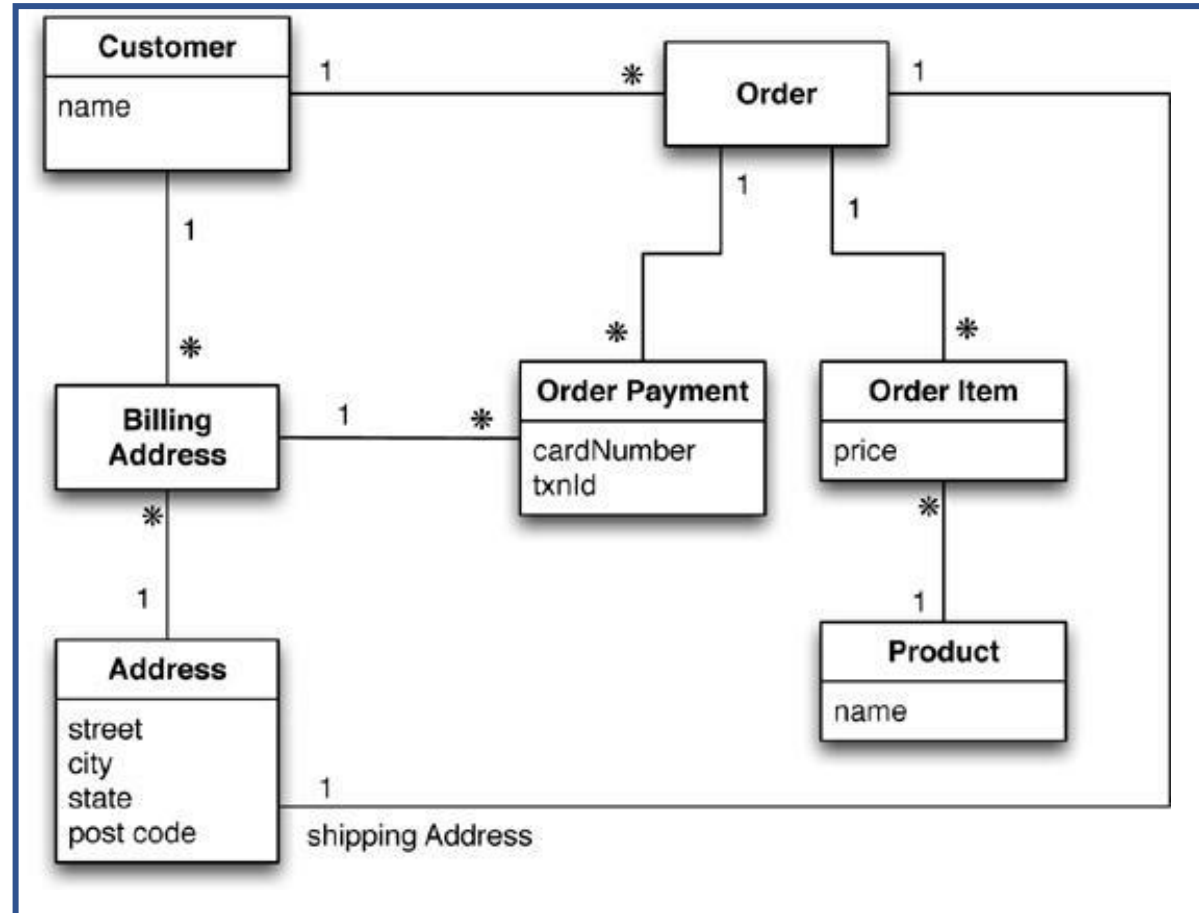 Customer
name
1
*
Order
1
1
1
1
*
*
*
Billing
Address
1
*
Order Payment
cardNumber
txnId
Order Item
price
*
*
1
1
Address
street
city
state
post code
Product
name
1
shipping Address